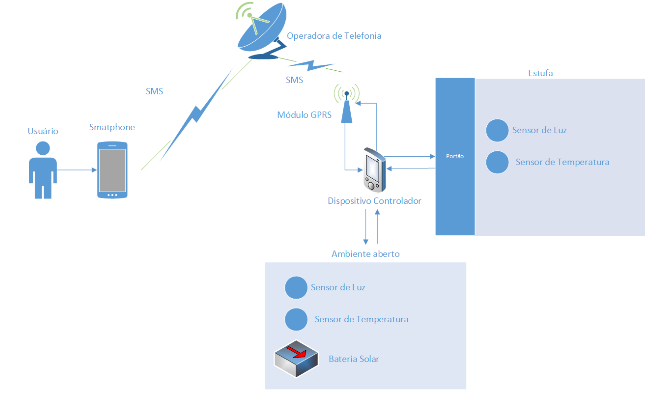 Operadora de Telefonia
SMS
SMS
Módulo GPRS
Estufa
Usuário
Smatphone
Portão
Sensor de Luz
Sensor de Temperatura
Dispositivo Controlador
Ambiente aberto
Sensor de Luz
Sensor de Temperatura
Bateria Solar